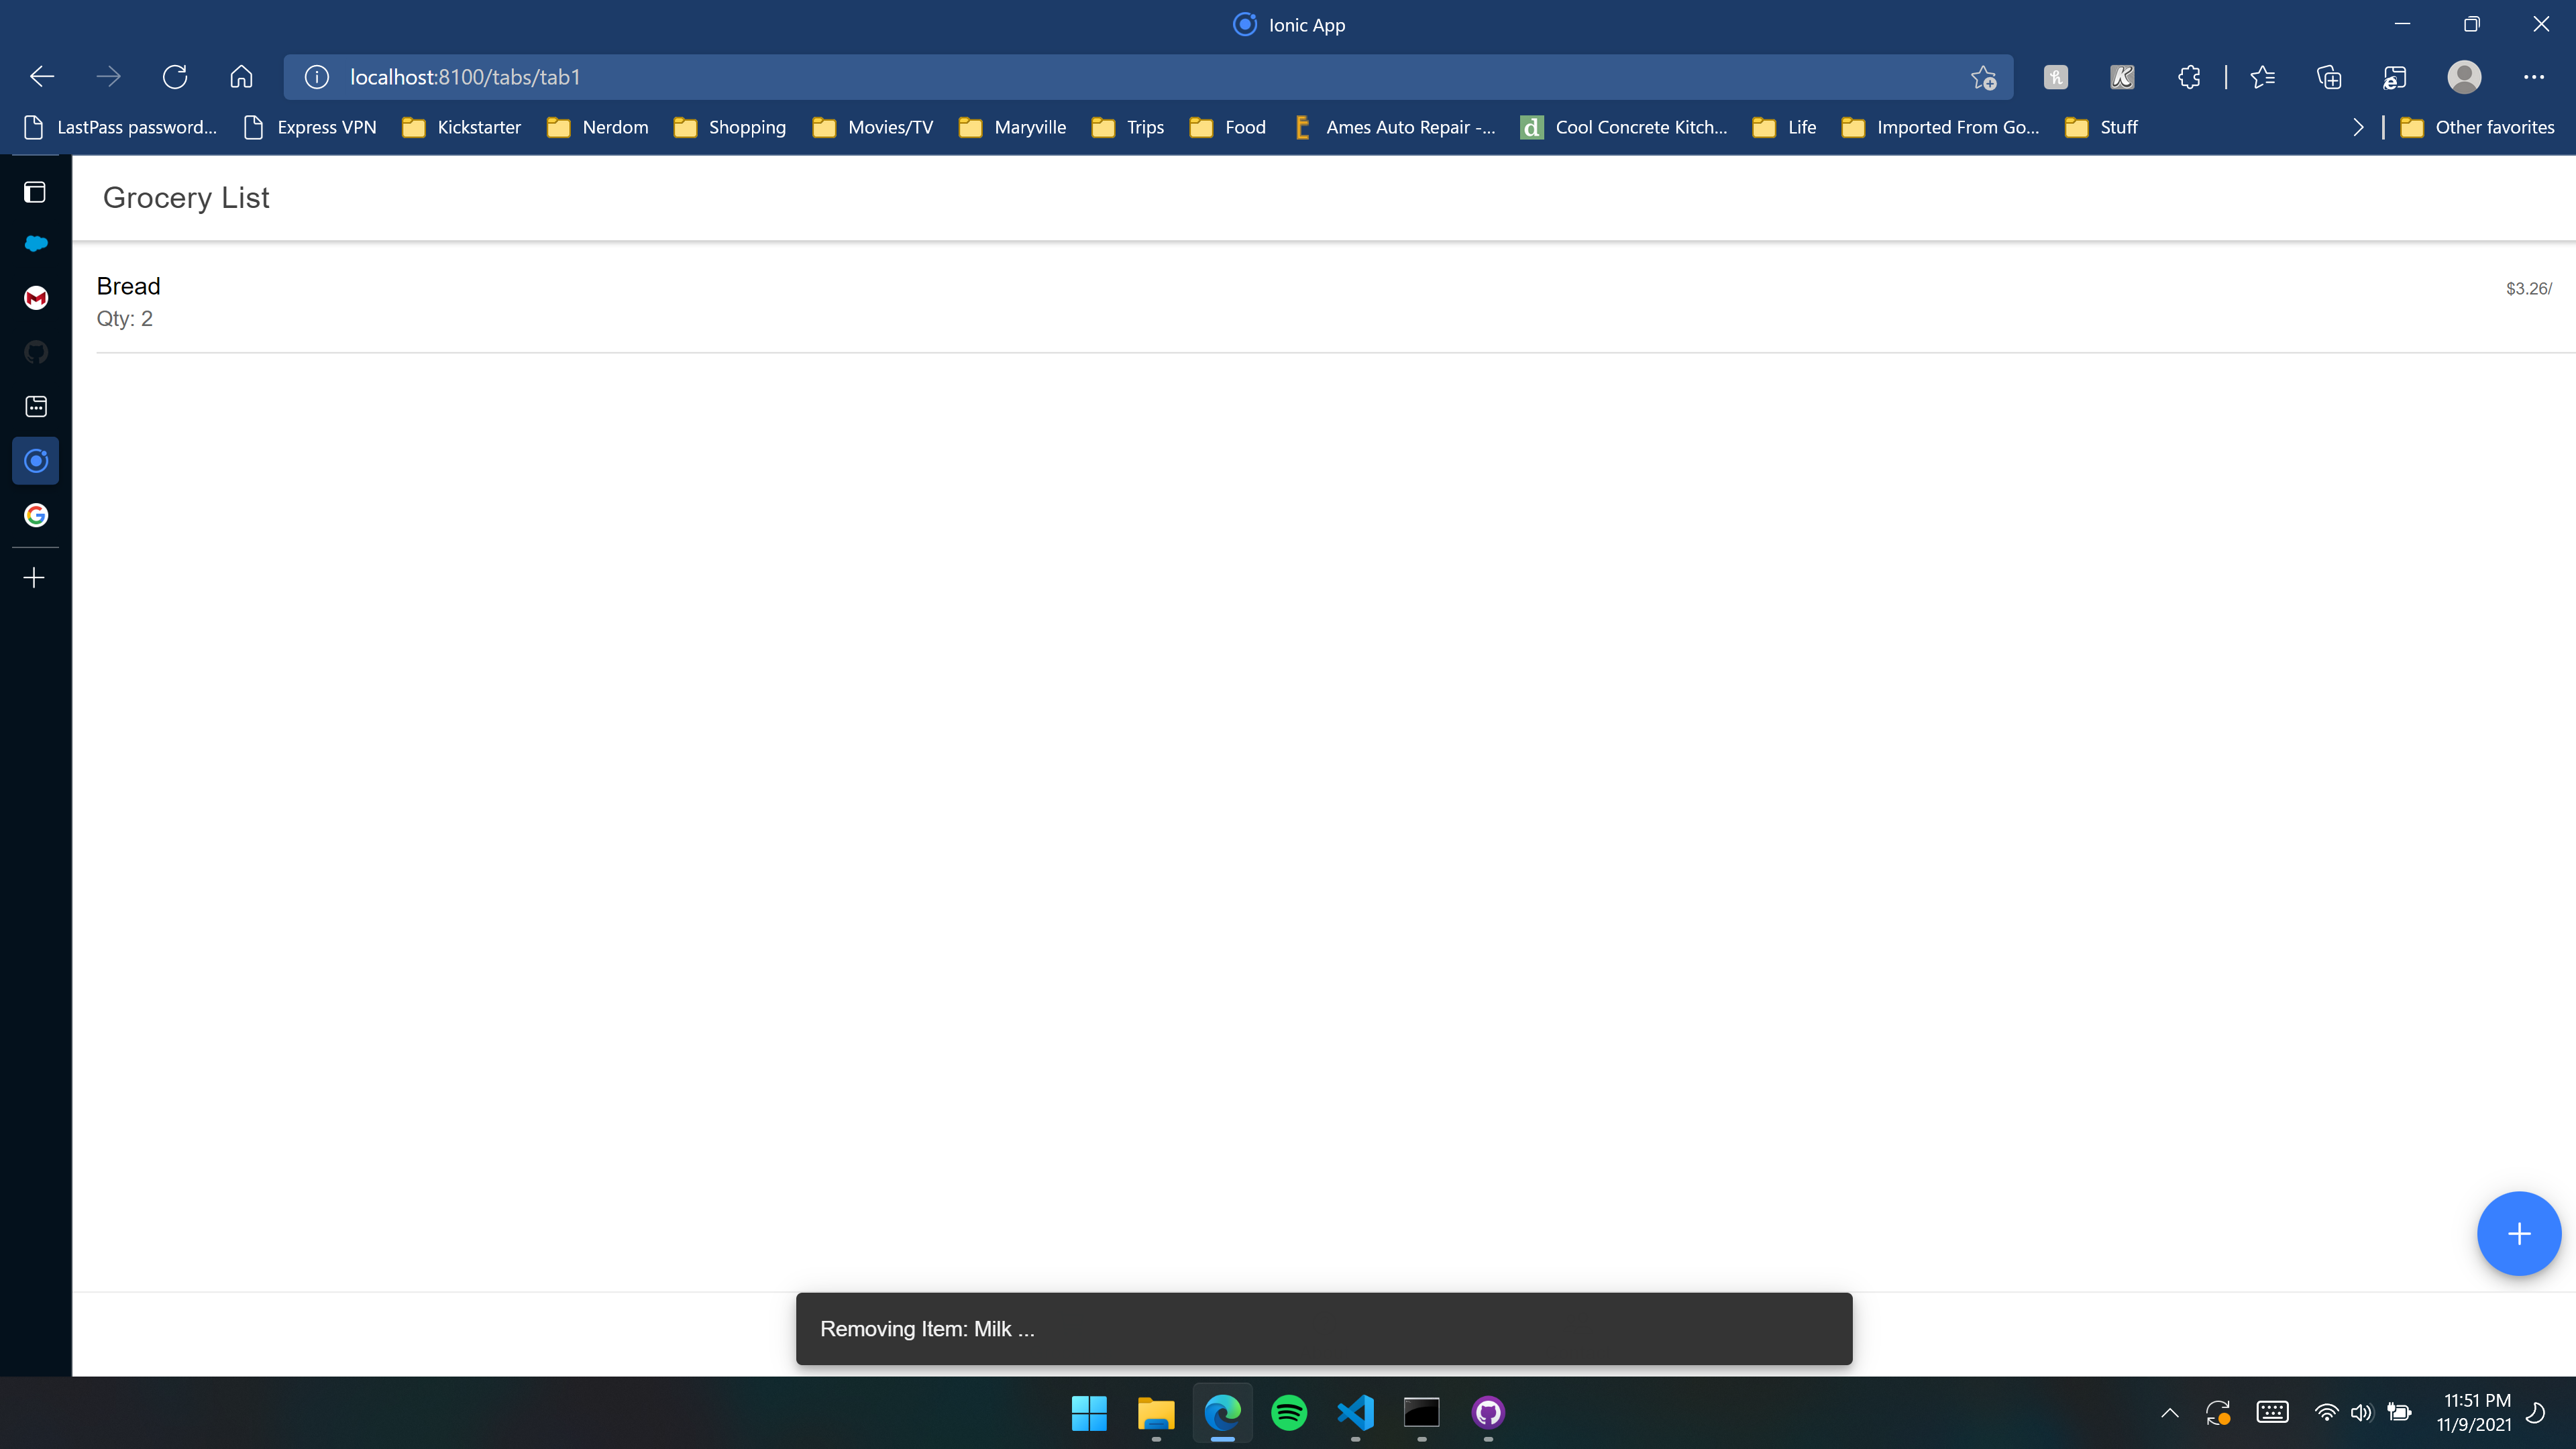 Ionic App
localhost:8100/tabs/tab1
LastPass password... Express VPN Kickstarter Nerdom Shopping Movies/TV Maryville Trips Food Ames Auto Repair -... Cool Concrete Kitch... Life Imported From Go... Stuff Other favorites
Grocery List
Bread $3.26/
Qty: 2
Removing Item: Milk ...
11:51 PM
11/9/2021